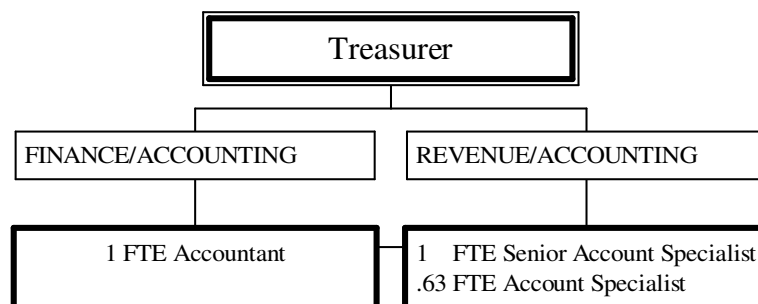 Treasurer
FINANCE/ACCOUNTING
REVENUE/ACCOUNTING
1 FTE Accountant
1 FTE Senior Account Specialist
.63 FTE Account Specialist